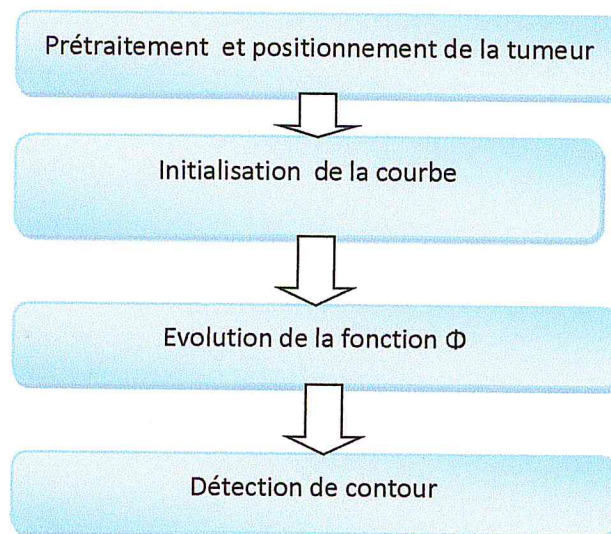 Prétraitement et positionnement de la tumeur
Initialisation de la courbe
Evolution de la fonction Φ
Détection de contour